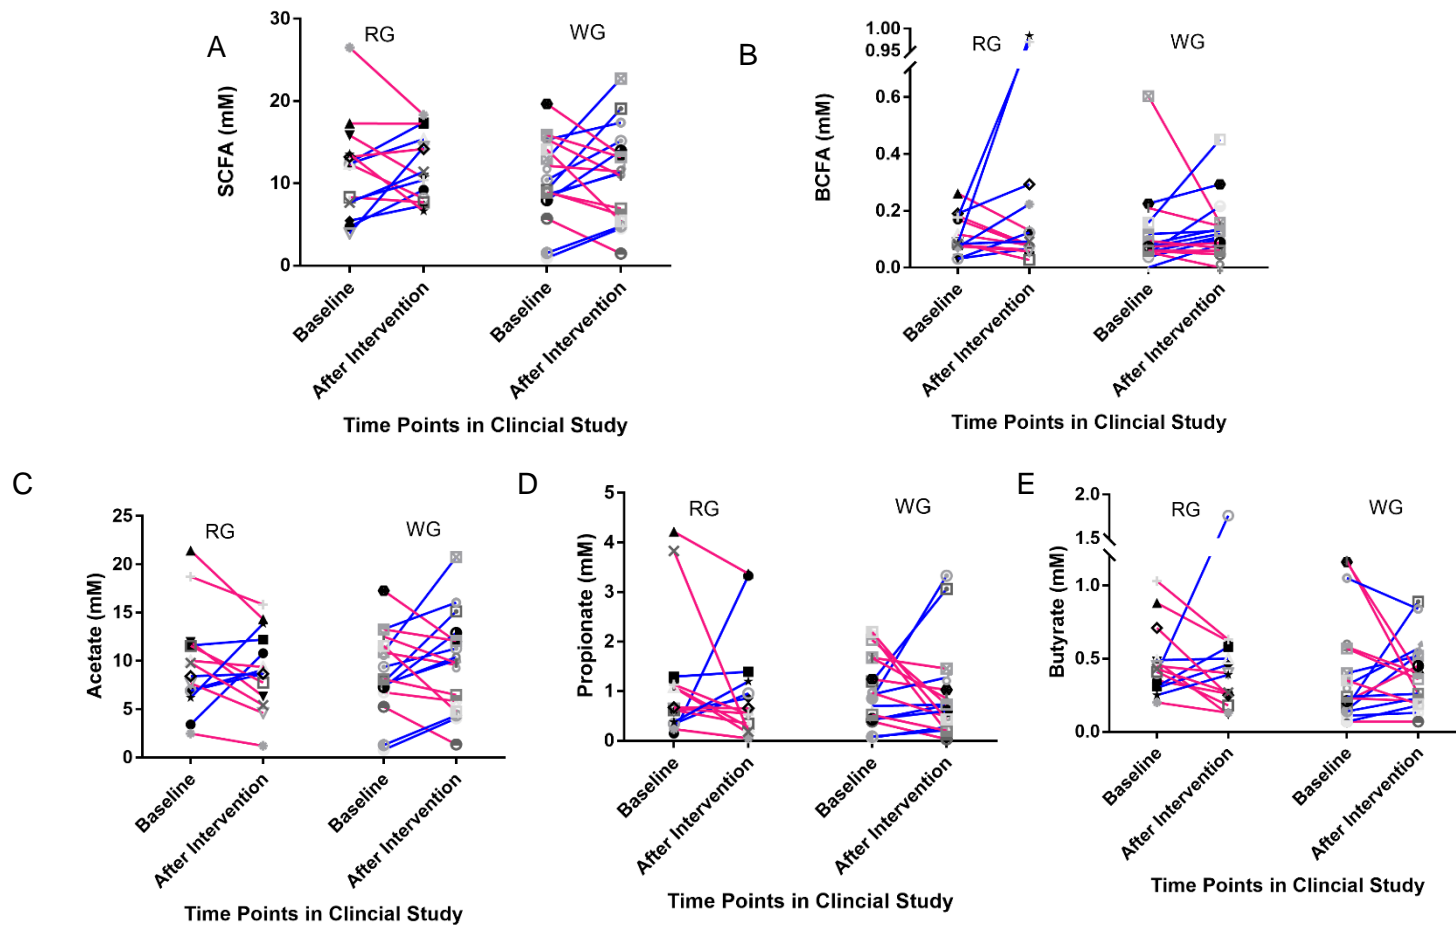 A
SCFA (mM)
30
20
10
0
RG
WG
Baseline
After Intervention
Baseline
After Intervention
Time Points in Clincial Study
B
BCFA (mM)
1.00
0.95
0.6
0.4
0.2
0.0
RG
WG
Baseline
After Intervention
Baseline
After Intervention
Time Points in Clincial Study
C
Acetate (mM)
25
20
15
10
5
0
RG
WG
Baseline
After Intervention
Baseline
After Intervention
Time Points in Clincial Study
D
Propionate (mM)
5
4
3
2
1
0
RG
WG
Baseline
After Intervention
Baseline
After Intervention
Time Points in Clincial Study
E
Butyrate (mM)
2.0
1.5
1.0
0.5
0.0
RG
WG
Baseline
After Intervention
Baseline
After Intervention
Time Points in Clincial Study